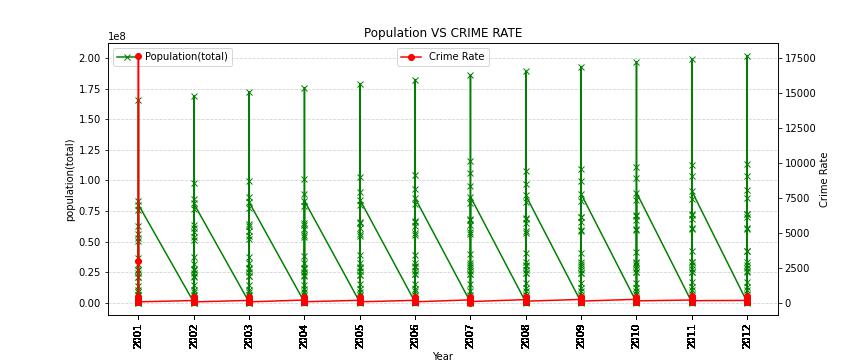 Population VS CRIME RATE
1e8
Population(total)
Crime Rate
2.00
1.75
1.50
1.25
1.00
0.75
0.50
0.25
0.00
population(total)
17500
15000
12500
10000
7500
5000
2500
0
Crime Rate
2001 2002 2003 2004 2005 2006 2007 2008 2009 2010 2011 2012
Year